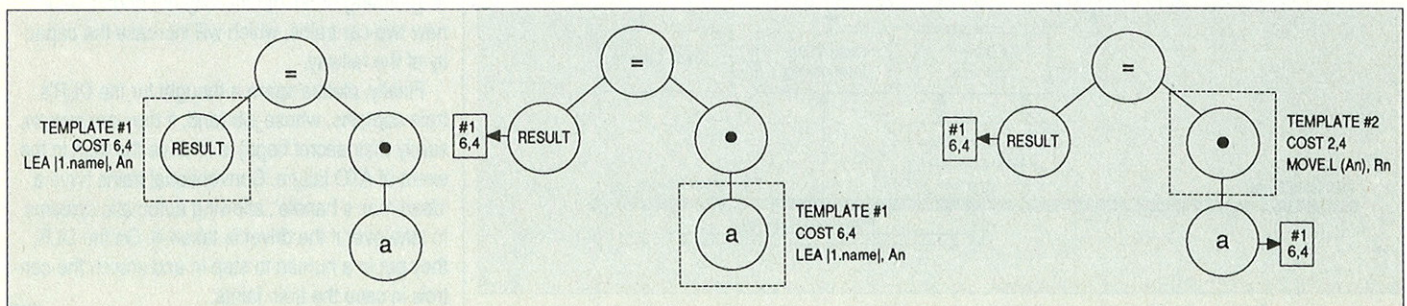 =
TEMPLATE #1
COST 6,4
LEA |1.name|, An
RESULT
•
a
=
#1
6,4
RESULT
•
a
TEMPLATE #1
COST 6,4
LEA |1.name|, An
=
#1
6,4
RESULT
•
TEMPLATE #2
COST 2,4
MOVE.L (An), Rn
a
#1
6,4